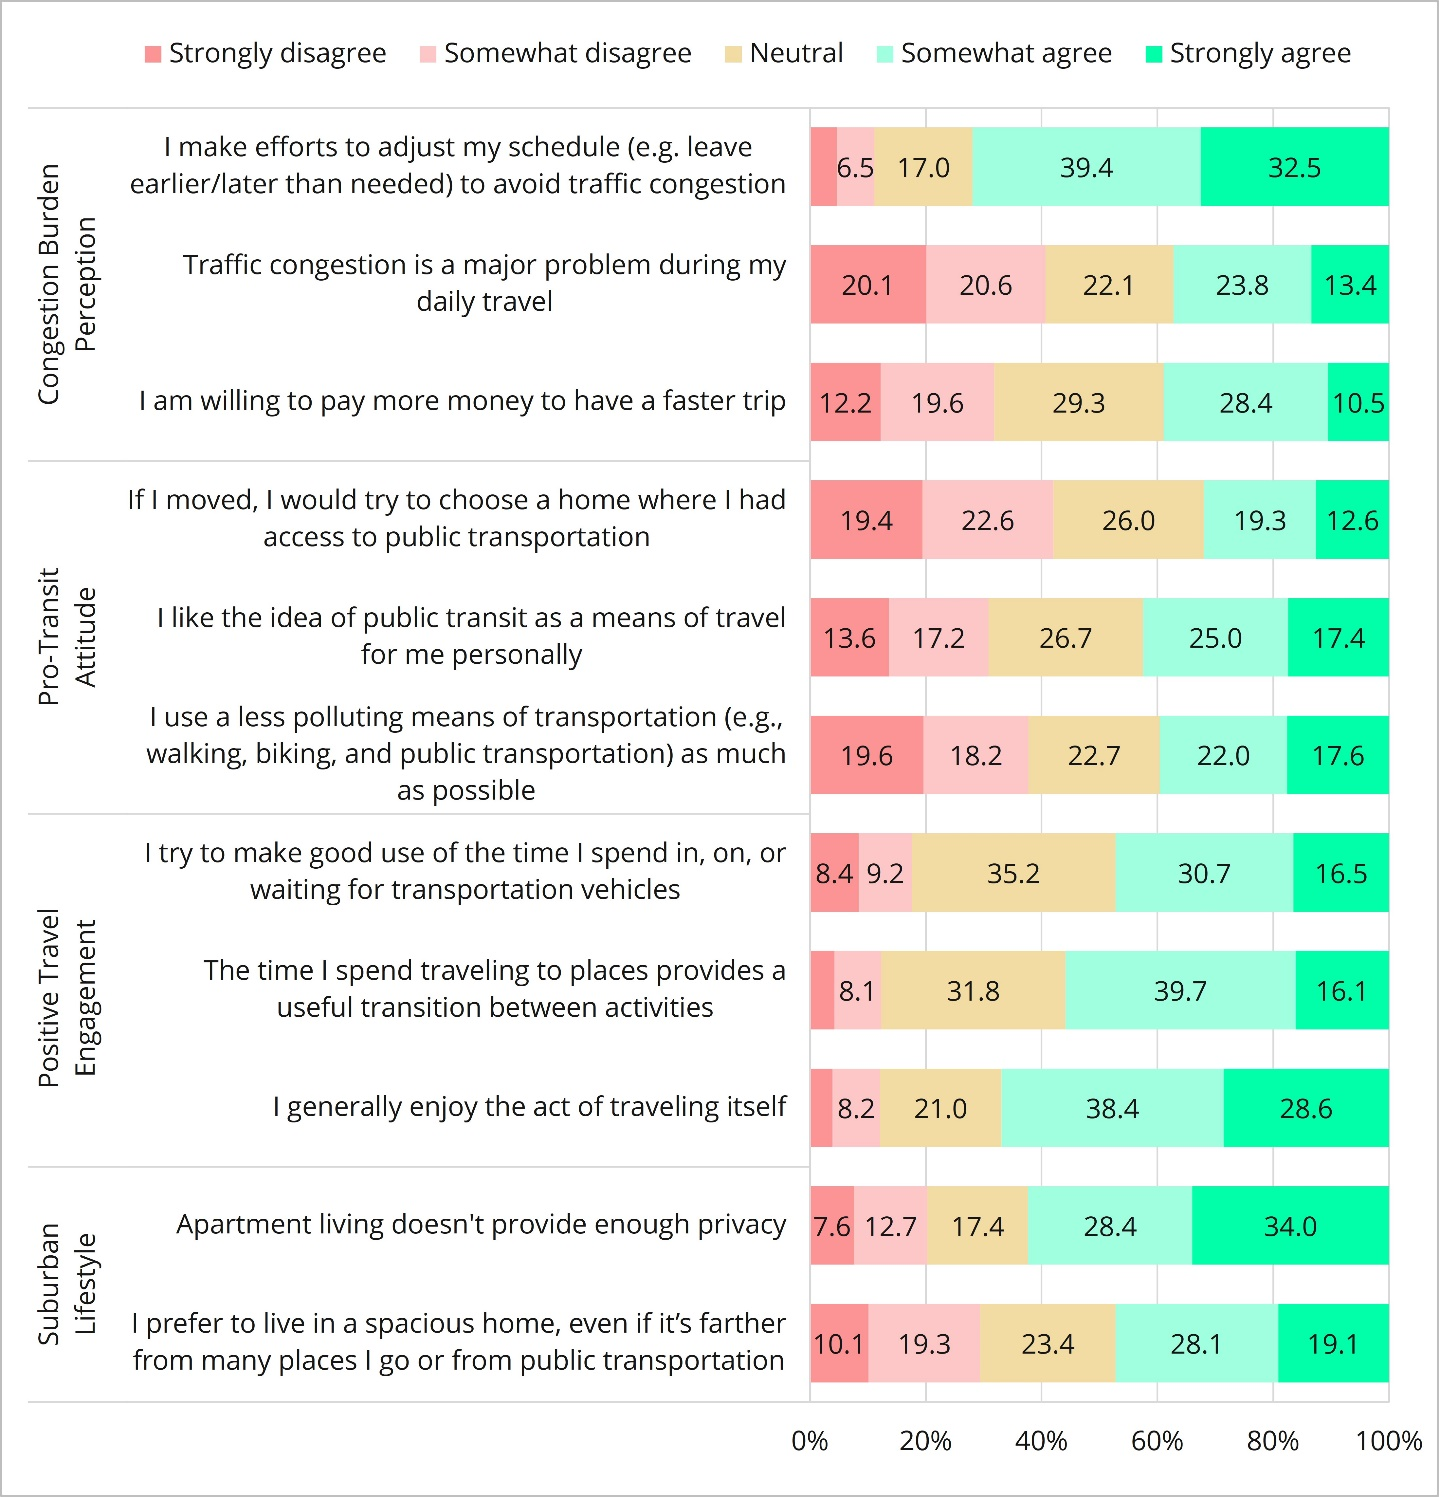 Strongly disagree Somewhat disagree Neutral Somewhat agree Strongly agree
Congestion Burden
Perception
I make efforts to adjust my schedule (e.g. leave
earlier/later than needed) to avoid traffic congestion
6.5 17.0 39.4 32.5
Traffic congestion is a major problem during my
daily travel
20.1 20.6 22.1 23.8 13.4
I am willing to pay more money to have a faster trip
12.2 19.6 29.3 28.4 10.5
Pro-Transit
Attitude
If I moved, I would try to choose a home where I had
access to public transportation
19.4 22.6 26.0 19.3 12.6
I like the idea of public transit as a means of travel
for me personally
13.6 17.2 26.7 25.0 17.4
I use a less polluting means of transportation (e.g.,
walking, biking, and public transportation) as much
as possible
19.6 18.2 22.7 22.0 17.6
Positive Travel
Engagement
I try to make good use of the time I spend in, on, or
waiting for transportation vehicles
8.4 9.2 35.2 30.7 16.5
The time I spend traveling to places provides a
useful transition between activities
8.1 31.8 39.7 16.1
I generally enjoy the act of traveling itself
8.2 21.0 38.4 28.6
Suburban
Lifestyle
Apartment living doesn't provide enough privacy
7.6 12.7 17.4 28.4 34.0
I prefer to live in a spacious home, even if it’s farther
from many places I go or from public transportation
10.1 19.3 23.4 28.1 19.1
0% 20% 40% 60% 80% 100%